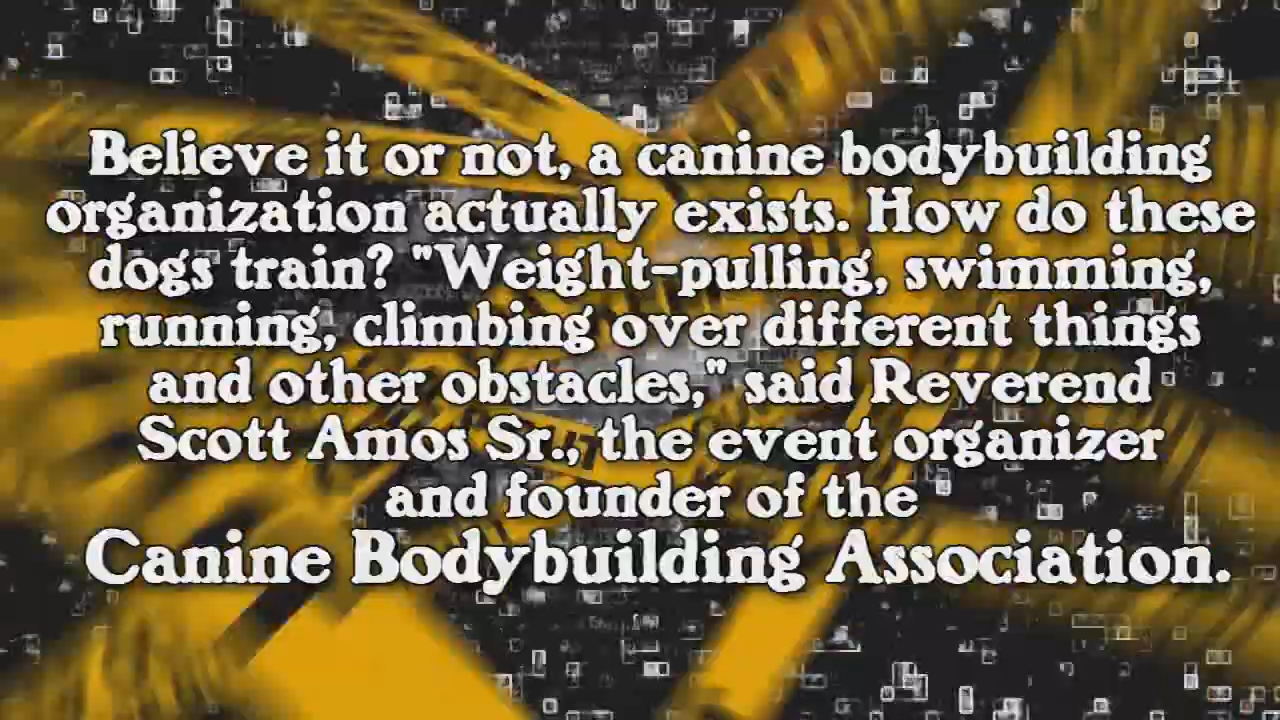 Believe it or not, a canine bodybuilding
organization actually exists. How do these
dogs train? "Weight-pulling, swimming,
running, climbing over different things
and other obstacles," said Reverend
Scott Amos Sr., the event organizer
and founder of the
Canine Bodybuilding Association.